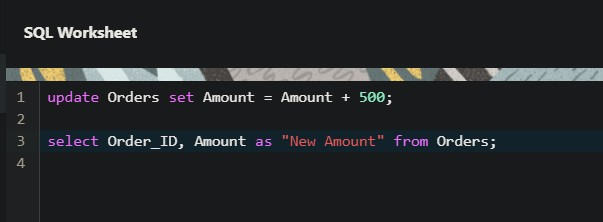 SQL Worksheet
1 update Orders set Amount = Amount + 500;
2
3 select Order_ID, Amount as "New Amount" from Orders;
4